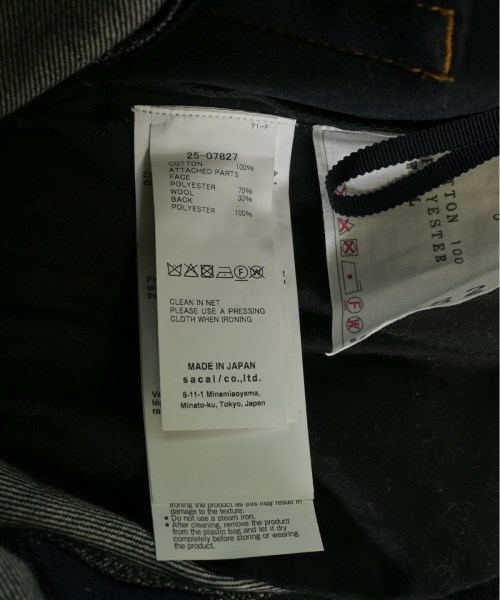 71-F
25-07827
COTTON 100%
ATTACHED PARTS
FACE
POLYESTER 70%
WOOL 30%
BACK
POLYESTER 100%
CLEAN IN NET
PLEASE USE A PRESSING
CLOTH WHEN IRONING
MADE IN JAPAN
sacai/co.,ltd.
6-11-1 Minamiaoyama,
Minato-ku, Tokyo, Japan
Ironing the product as this may result in
damage to the texture.
● Do not use a steam iron.
● After cleaning, remove the product
from the plastic bag and let it dry
completely before storing or wearing
the product.
TTON 100
YESTER